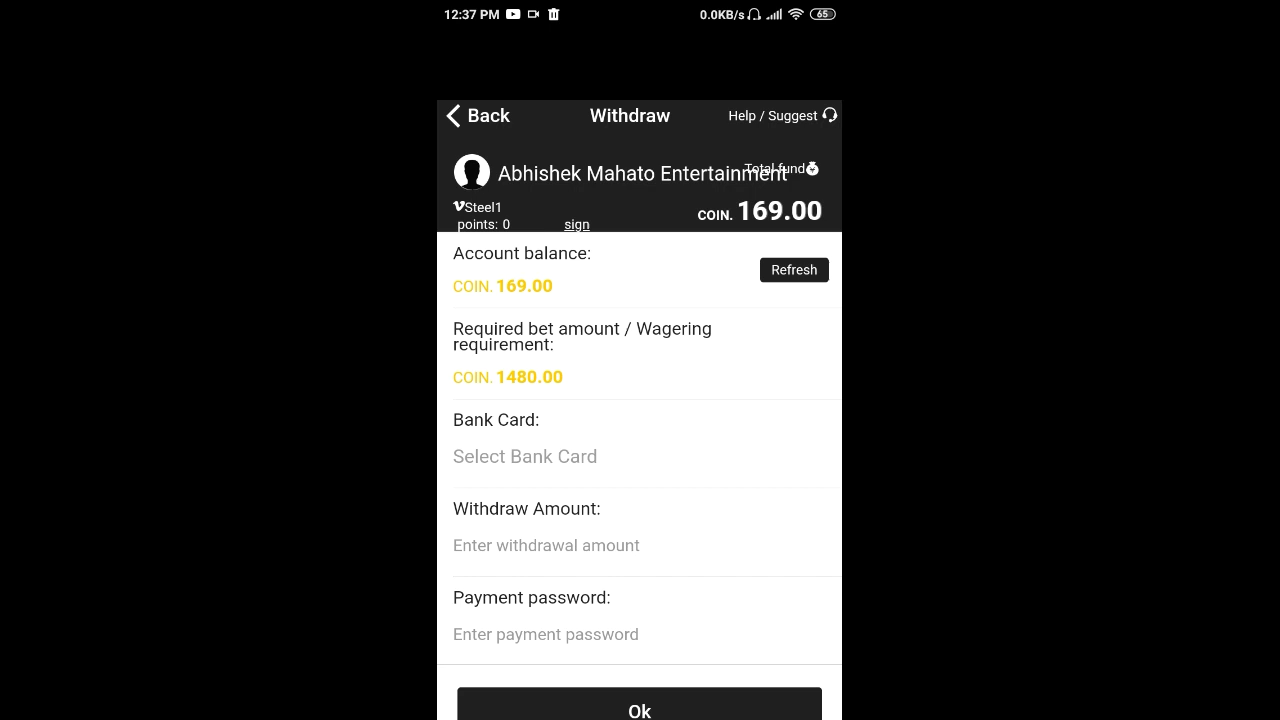 12:37 PM
0.0KB/s
65
Back
Withdraw
Help / Suggest
Abhishek Mahato Entertainment
Total fund
Steel1
points: 0
sign
COIN. 169.00
Account balance:
COIN. 169.00
Refresh
Required bet amount / Wagering
requirement:
COIN. 1480.00
Bank Card:
Select Bank Card
Withdraw Amount:
Enter withdrawal amount
Payment password:
Enter payment password
Ok